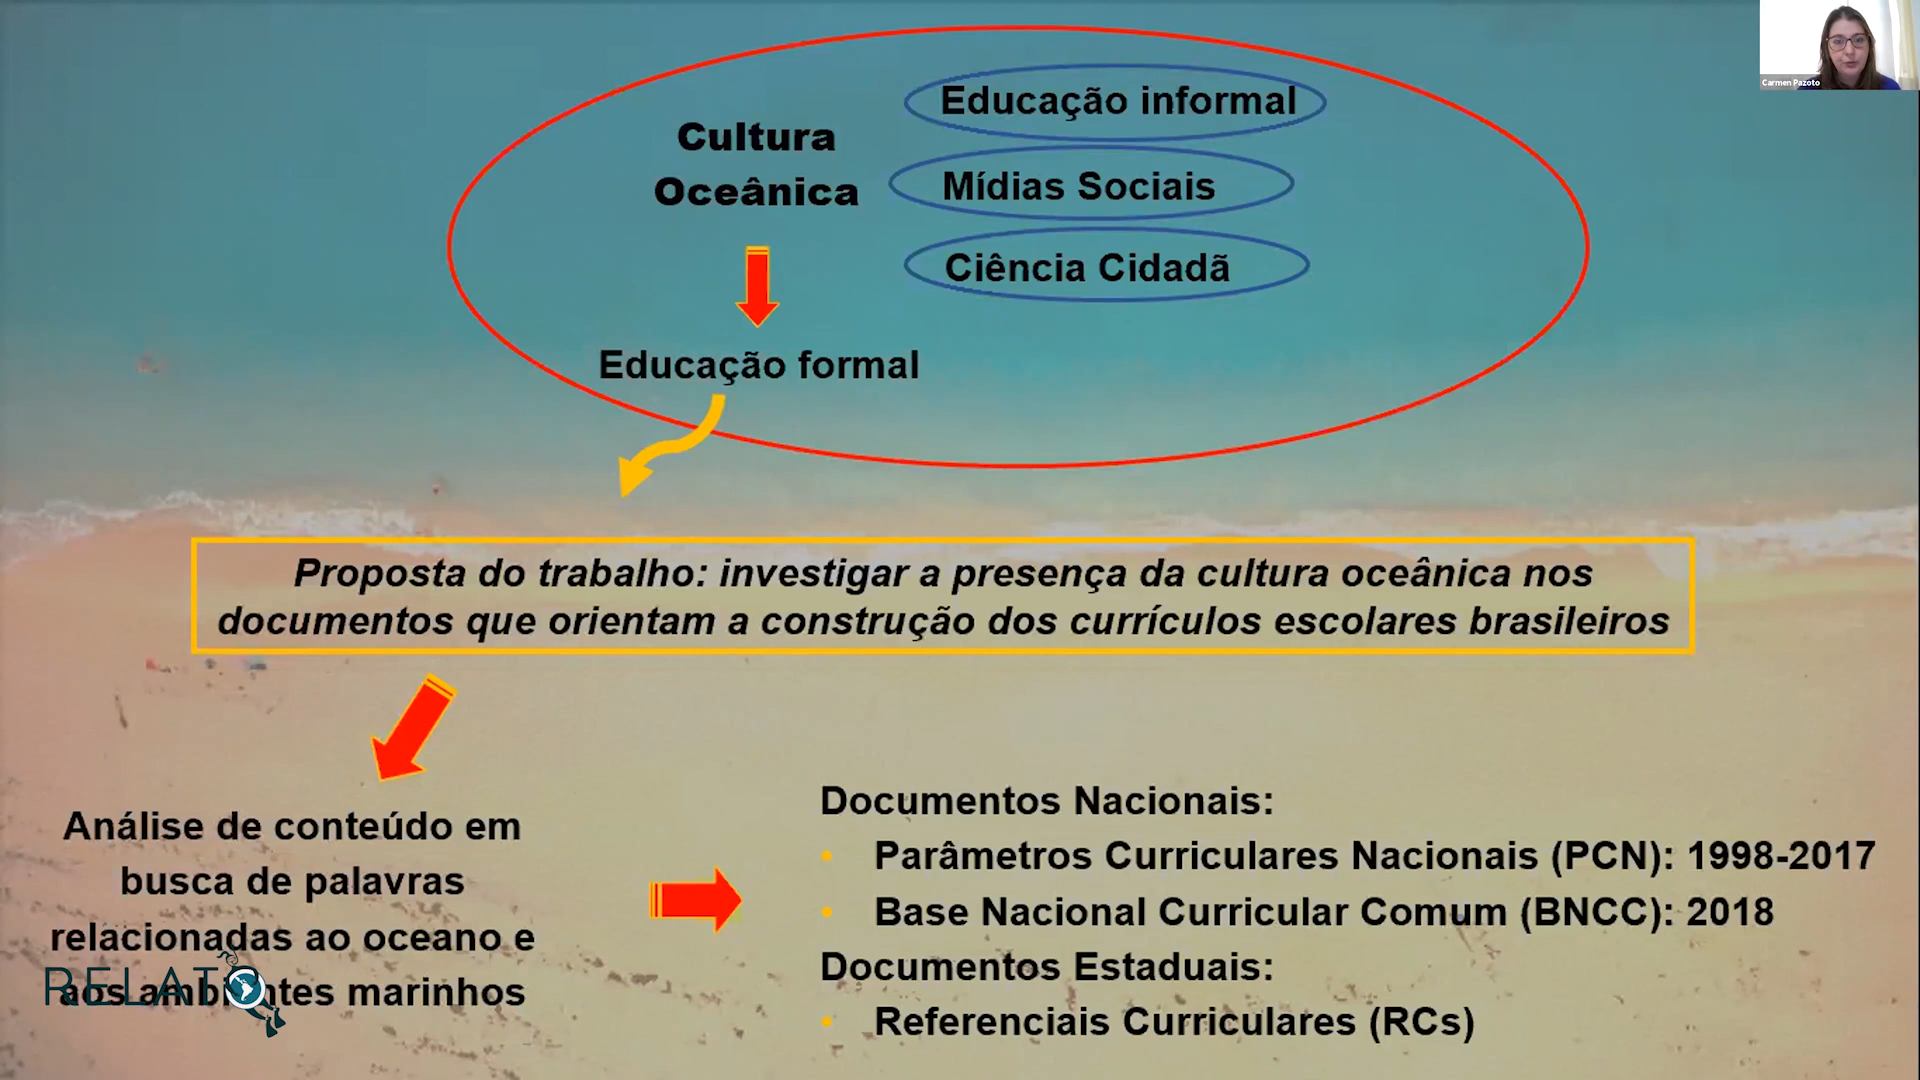 Carmen Pazoto
Cultura
Oceânica
Educação informal
Mídias Sociais
Ciência Cidadã
Educação formal
Proposta do trabalho: investigar a presença da cultura oceânica nos
documentos que orientam a construção dos currículos escolares brasileiros
Análise de conteúdo em
busca de palavras
relacionadas ao oceano e
aos ambientes marinhos
RELATO
Documentos Nacionais:
• Parâmetros Curriculares Nacionais (PCN): 1998-2017
• Base Nacional Curricular Comum (BNCC): 2018
Documentos Estaduais:
• Referenciais Curriculares (RCs)